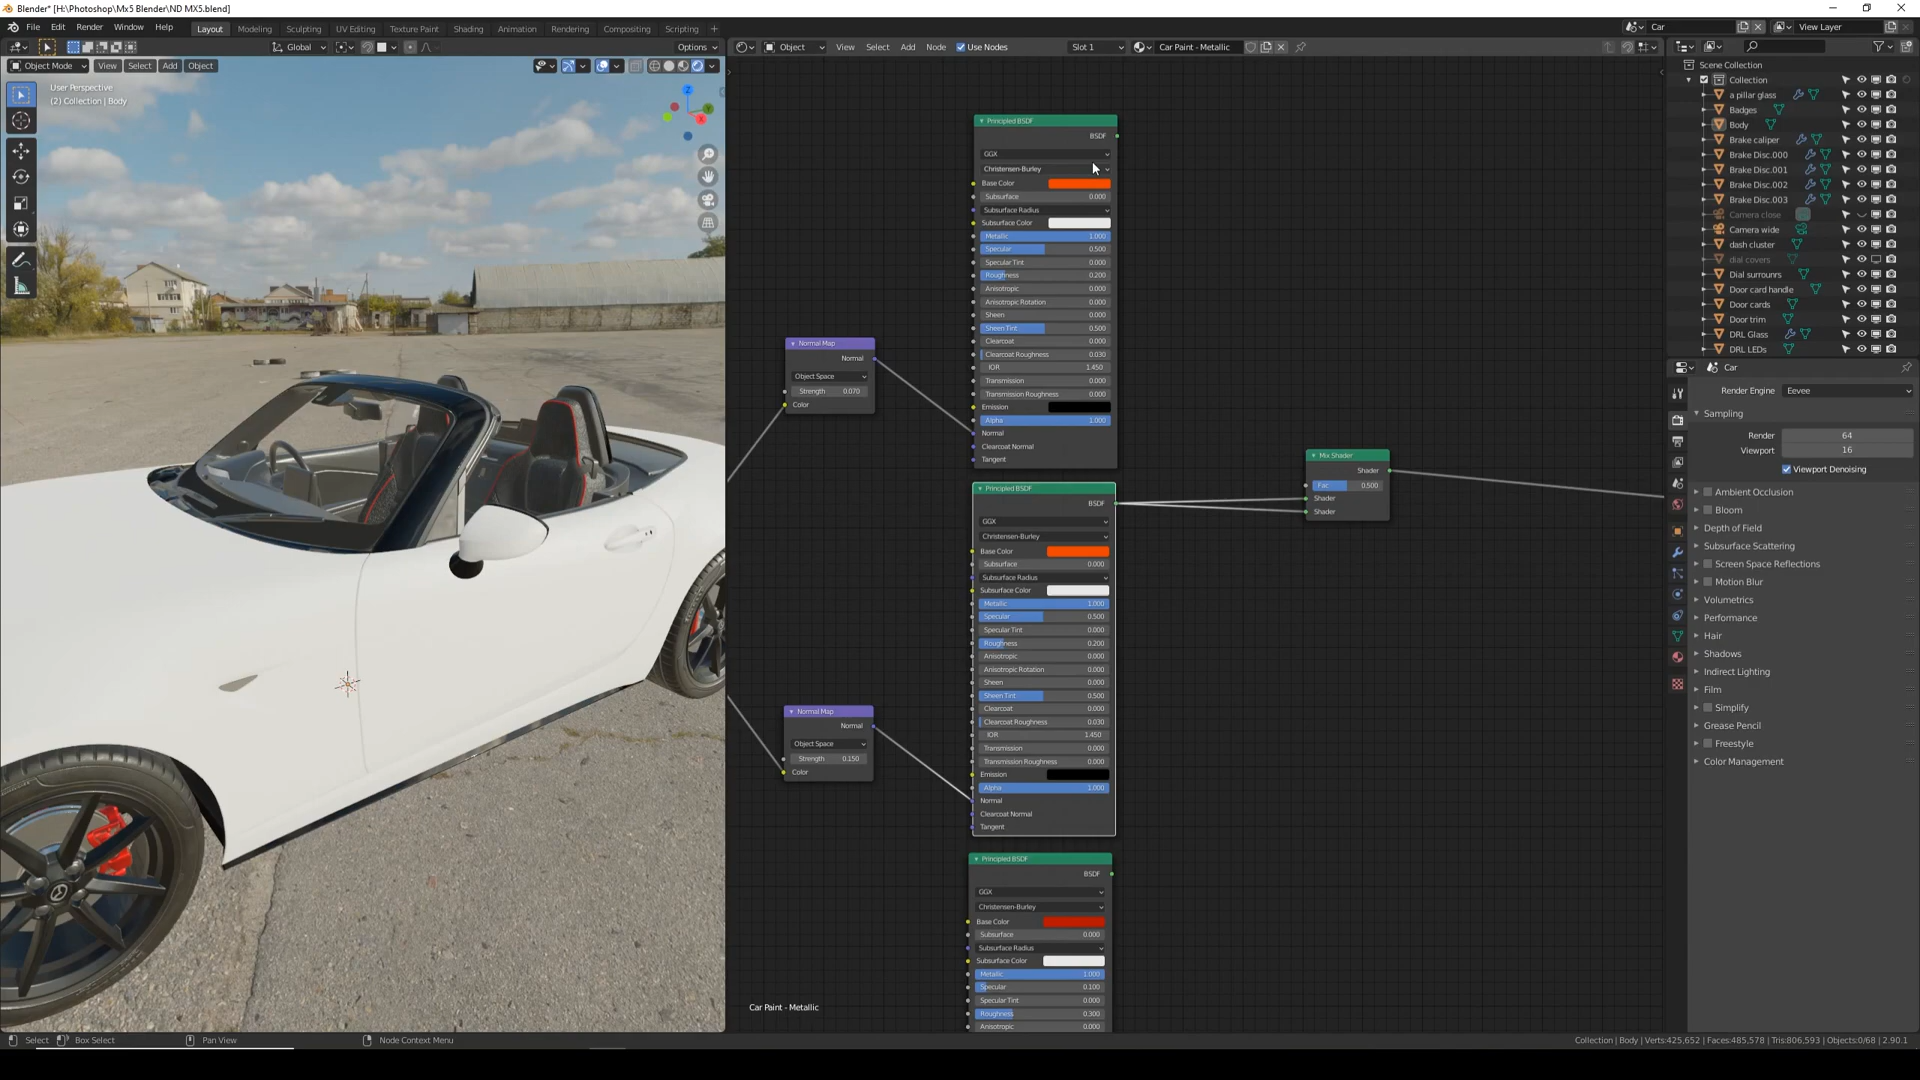 Blender* [H:\Photoshop\Mx5 Blender\ND MX5.blend]
File Edit Render Window Help
Layout Modeling Sculpting UV Editing Texture Paint Shading Animation Rendering Compositing Scripting +
Car
View Layer
Global
Options
Object
View Select Add Node
Use Nodes
Slot 1
Car Paint - Metallic
Object Mode View Select Add Object
User Perspective
(2) Collection | Body
Principled BSDF
BSDF
GGX
Christensen-Burley
Base Color
Subsurface 0.000
Subsurface Radius
Subsurface Color
Metallic 1.000
Specular 0.500
Specular Tint 0.000
Roughness 0.200
Anisotropic 0.000
Anisotropic Rotation 0.000
Sheen 0.000
Sheen Tint 0.500
Clearcoat 0.000
Clearcoat Roughness 0.030
IOR 1.450
Transmission 0.000
Transmission Roughness 0.000
Emission
Alpha 1.000
Normal
Clearcoat Normal
Tangent
Normal Map
Normal
Object Space
Strength 0.070
Color
Principled BSDF
BSDF
GGX
Christensen-Burley
Base Color
Subsurface 0.000
Subsurface Radius
Subsurface Color
Metallic 1.000
Specular 0.500
Specular Tint 0.000
Roughness 0.200
Anisotropic 0.000
Anisotropic Rotation 0.000
Sheen 0.000
Sheen Tint 0.500
Clearcoat 0.000
Clearcoat Roughness 0.030
IOR 1.450
Transmission 0.000
Transmission Roughness 0.000
Emission
Alpha 1.000
Normal
Clearcoat Normal
Tangent
Normal Map
Normal
Object Space
Strength 0.150
Color
Mix Shader
Shader
Fac 0.500
Shader
Shader
Principled BSDF
BSDF
GGX
Christensen-Burley
Base Color
Subsurface 0.000
Subsurface Radius
Subsurface Color
Metallic 1.000
Specular 0.100
Specular Tint 0.000
Roughness 0.300
Anisotropic 0.000
Car Paint - Metallic
Scene Collection
Collection
a pillar glass
Badges
Body
Brake caliper
Brake Disc.000
Brake Disc.001
Brake Disc.002
Brake Disc.003
Camera close
Camera wide
dash cluster
dial covers
Dial surrounrs
Door card handle
Door cards
Door trim
DRL Glass
DRL LEDs
Car
Render Engine Eevee
Sampling
Render 64
Viewport 16
Viewport Denoising
Ambient Occlusion
Bloom
Depth of Field
Subsurface Scattering
Screen Space Reflections
Motion Blur
Volumetrics
Performance
Hair
Shadows
Indirect Lighting
Film
Simplify
Grease Pencil
Freestyle
Color Management
Select Box Select Pan View Node Context Menu
Collection | Body | Verts:425,652 | Faces:485,578 | Tris:806,593 | Objects:0/68 | 2.90.1